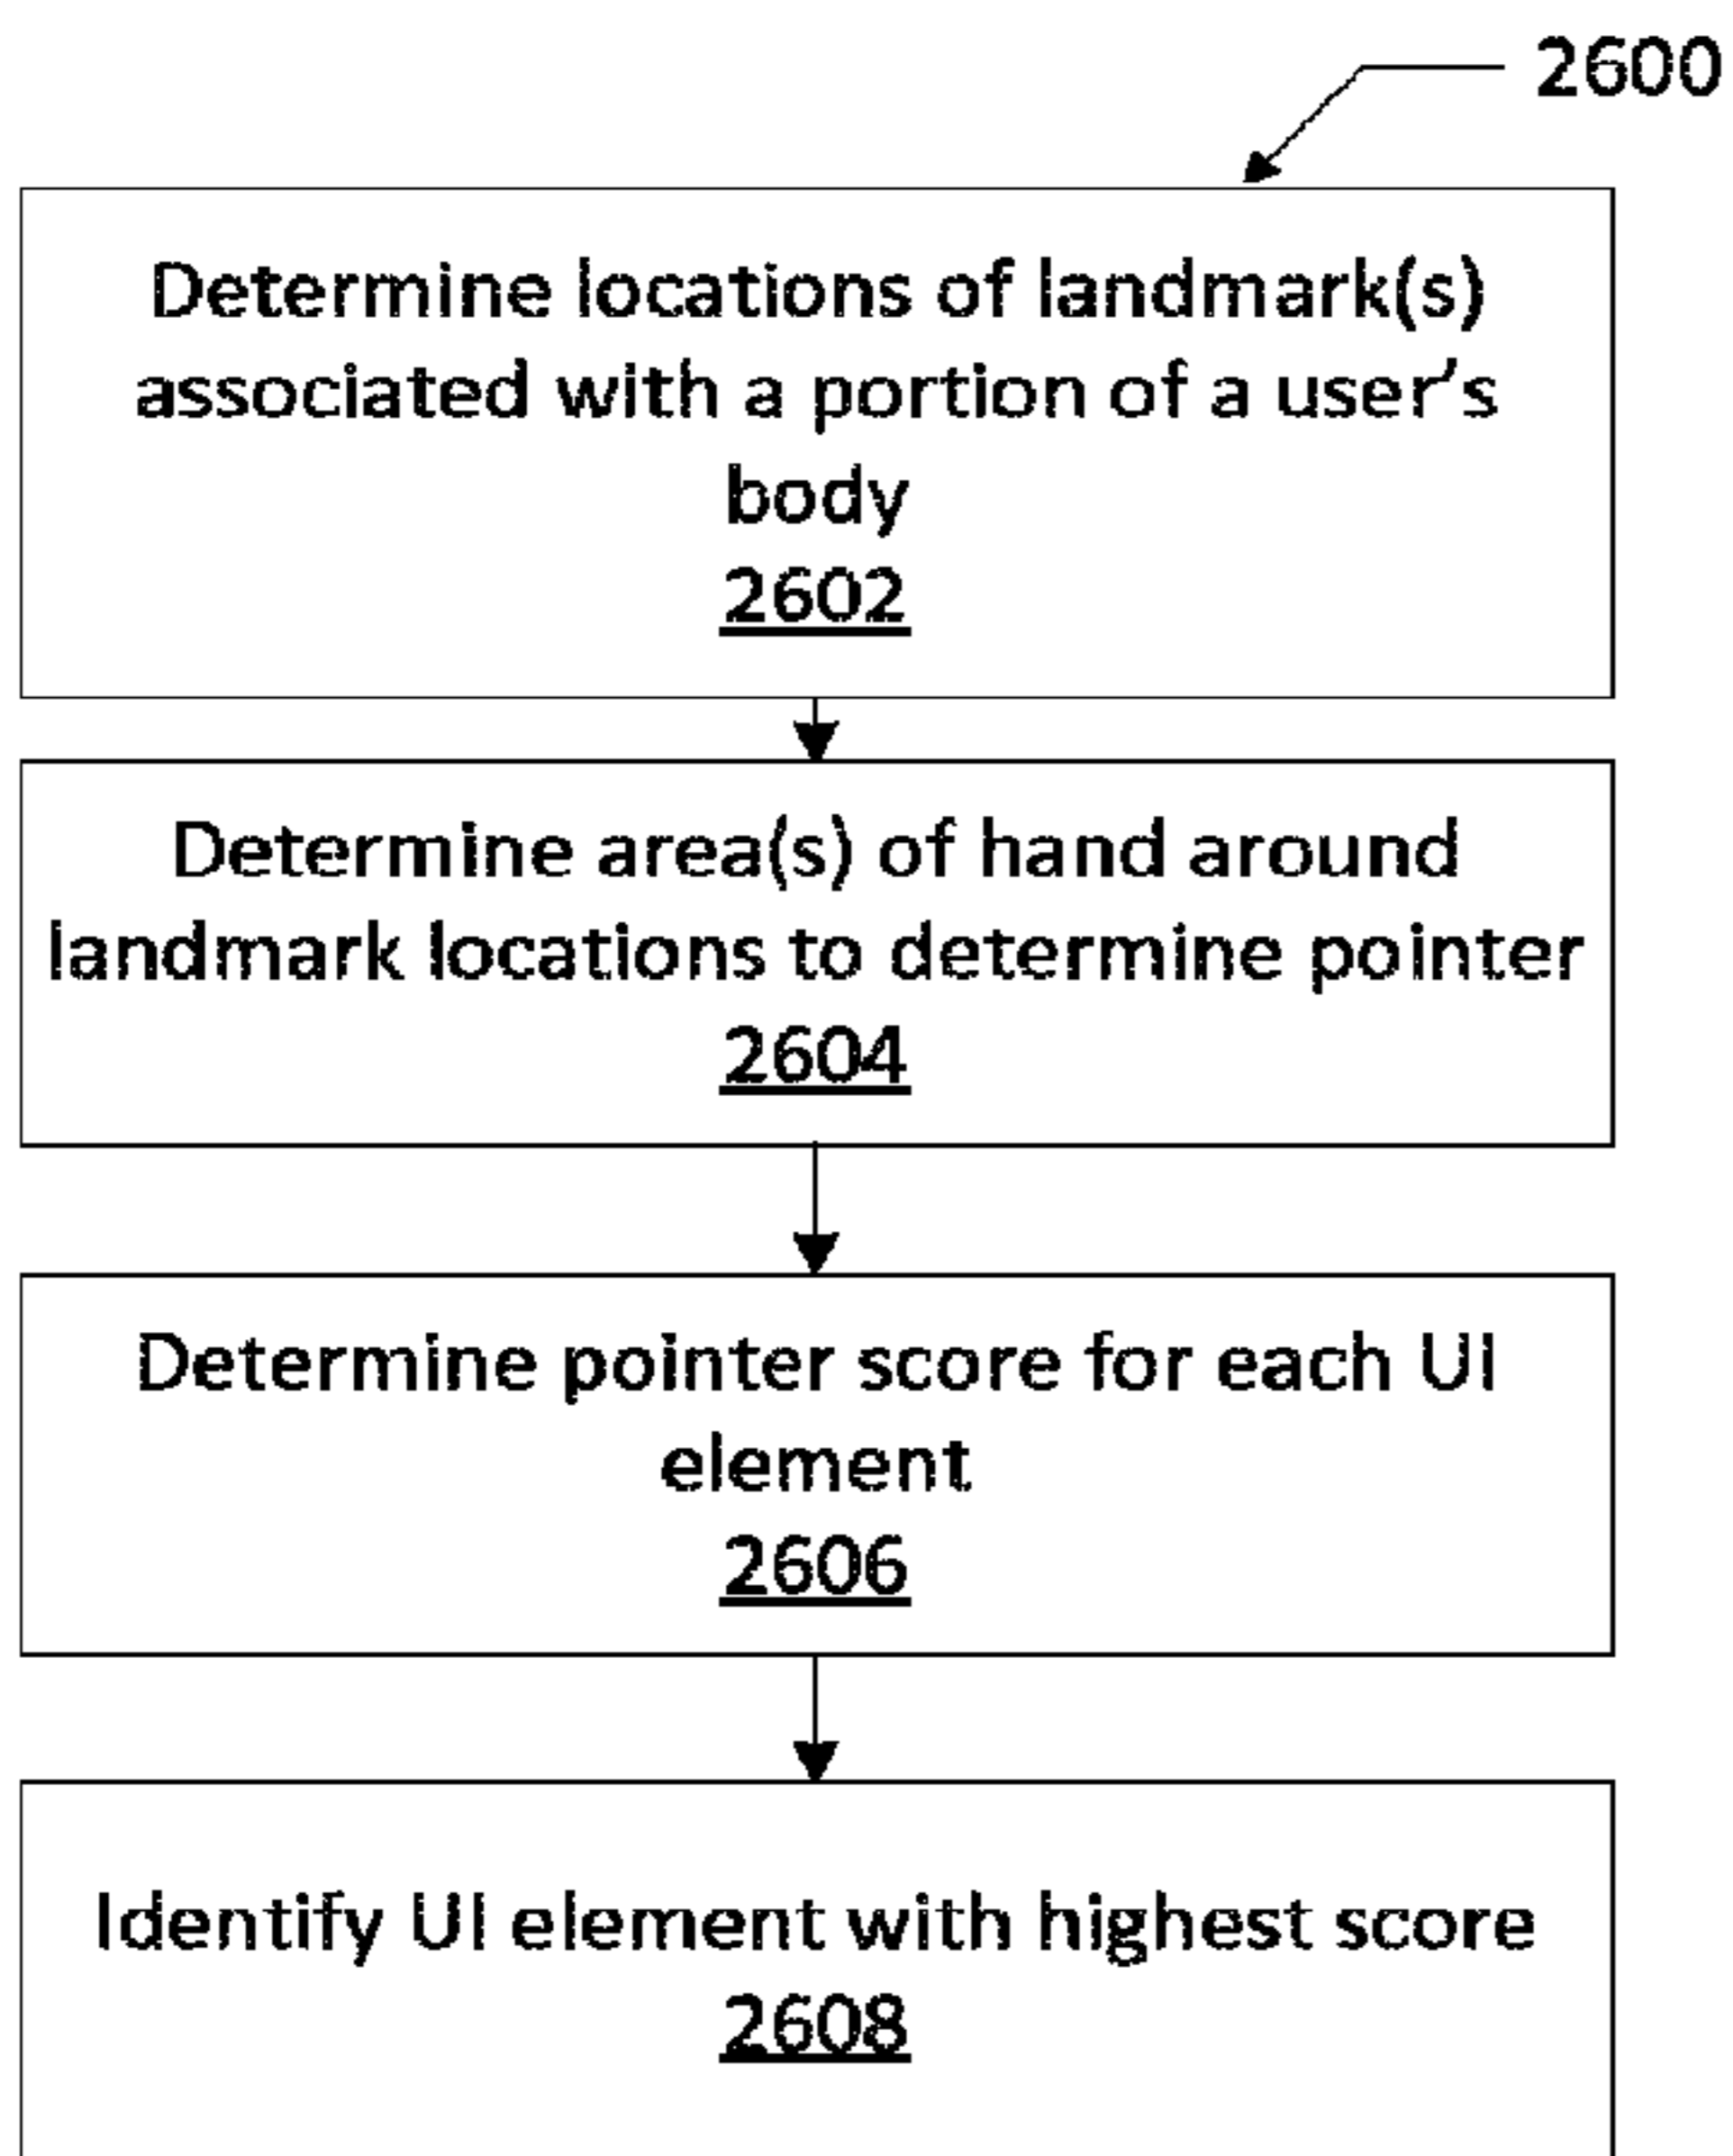 2600
Determine locations of landmark(s)
associated with a portion of a user's
body
2602
Determine area(s) of hand around
landmark locations to determine pointer
2604
Determine pointer score for each UI
element
2606
Identify UI element with highest score
2608